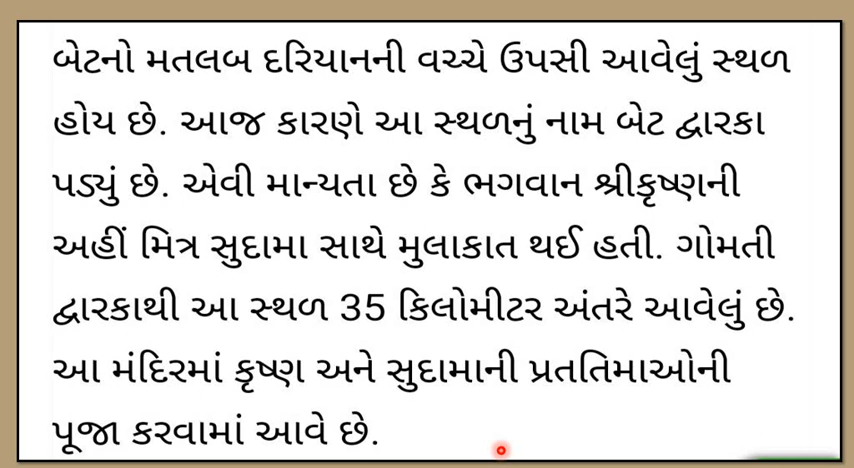 બેટનો મતલબ દરિયાનની વચ્ચે ઉપસી આવેલું સ્થળ
હોય છે. આજ કારણે આ સ્થળનું નામ બેટ દ્વારકા
પડ્યું છે. એવી માન્યતા છે કે ભગવાન શ્રીકૃષ્ણની
અહીં મિત્ર સુદામા સાથે મુલાકાત થઈ હતી. ગોમતી
દ્વારકાથી આ સ્થળ 35 કિલોમીટર અંતરે આવેલું છે.
આ મંદિરમાં કૃષ્ણ અને સુદામાની પ્રતતિમાઓની
પૂજા કરવામાં આવે છે.